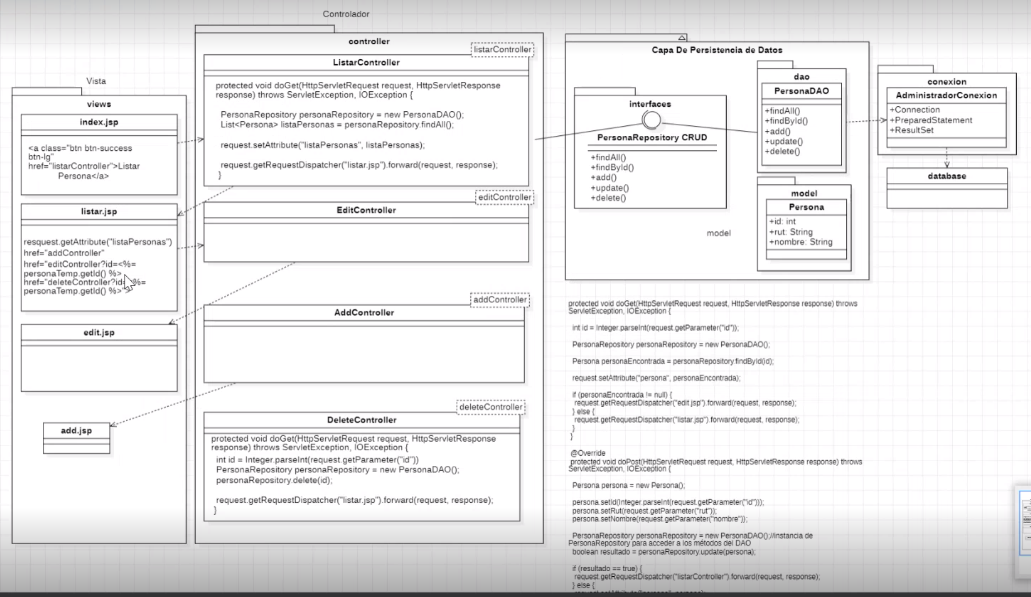 Controlador
Vista
views
index.jsp
<a class="btn btn-success
btn-lg"
href="listarController">Listar
Persona</a>
listar.jsp
resquest.getAttribute("listaPersonas")
href="addController"
href="editController?id=<%=
personaTemp.getId() %>
href="deleteController?id= %=
personaTemp.getId() %>
edit.jsp
add.jsp
controller
listarController
ListarController
protected void doGet(HttpServletRequest request, HttpServletResponse
response) throws ServletException, IOException {
PersonaRepository personaRepository = new PersonaDAO();
List<Persona> listaPersonas = personaRepository.findAll();
request.setAttribute("listaPersonas", listaPersonas);
request.getRequestDispatcher("listar.jsp").forward(request, response);
}
editController
EditController
addController
AddController
deleteController
DeleteController
protected void doGet(HttpServletRequest request, HttpServletResponse
response) throws ServletException, IOException {
int id = Integer.parseInt(request.getParameter("id"))
PersonaRepository personaRepository = new PersonaDAO();
personaRepository.delete(id);
request.getRequestDispatcher("listar.jsp").forward(request, response);
}
Capa De Persistencia de Datos
interfaces
PersonaRepository CRUD
+findAll()
+findById()
+add()
+update()
+delete()
dao
PersonaDAO
+findAll()
+findById()
+add()
+update()
+delete()
model
model
Persona
+id: int
+rut: String
+nombre: String
conexion
AdministradorConexion
+Connection
+PreparedStatement
+ResultSet
database
protected void doGet(HttpServletRequest request, HttpServletResponse response) throws
ServletException, IOException {
int id = Integer.parseInt(request.getParameter("id"));
PersonaRepository personaRepository = new PersonaDAO();
Persona personaEncontrada = personaRepository.findById(id);
request.setAttribute("persona", personaEncontrada);
if (personaEncontrada != null) {
request.getRequestDispatcher("edit.jsp").forward(request, response);
} else {
request.getRequestDispatcher("listar.jsp").forward(request, response);
}
}
@Override
protected void doPost(HttpServletRequest request, HttpServletResponse response) throws
ServletException, IOException {
Persona persona = new Persona();
persona.setId(Integer.parseInt(request.getParameter("id")));
persona.setRut(request.getParameter("rut"));
persona.setNombre(request.getParameter("nombre"));
PersonaRepository personaRepository = new PersonaDAO();//instancia de
PersonaRepository para acceder a los métodos del DAO
boolean resultado = personaRepository.update(persona);
if (resultado == true) {
request.getRequestDispatcher("listarController").forward(request, response);
} else {